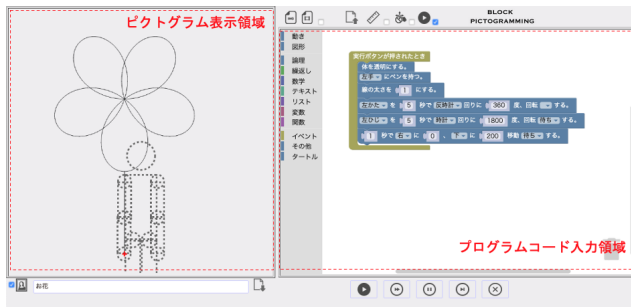 ピクトグラム表示領域
BLOCK
PICTOGRAMMING
動き
図形
論理
繰返し
数学
テキスト
リスト
変数
関数
イベント
その他
タートル
実行ボタンが押されたとき
体を透明にする。
左手 にペンを持つ。
線の太さを 1 にする。
左かた を 5 秒で 反時計 回りに 360 度、回転 する。
左ひじ を 5 秒で 時計 回りに 1800 度、回転 待ち する。
1 秒で 右 に 0 、 下 に 200 移動 待ち する。
プログラムコード入力領域
お花